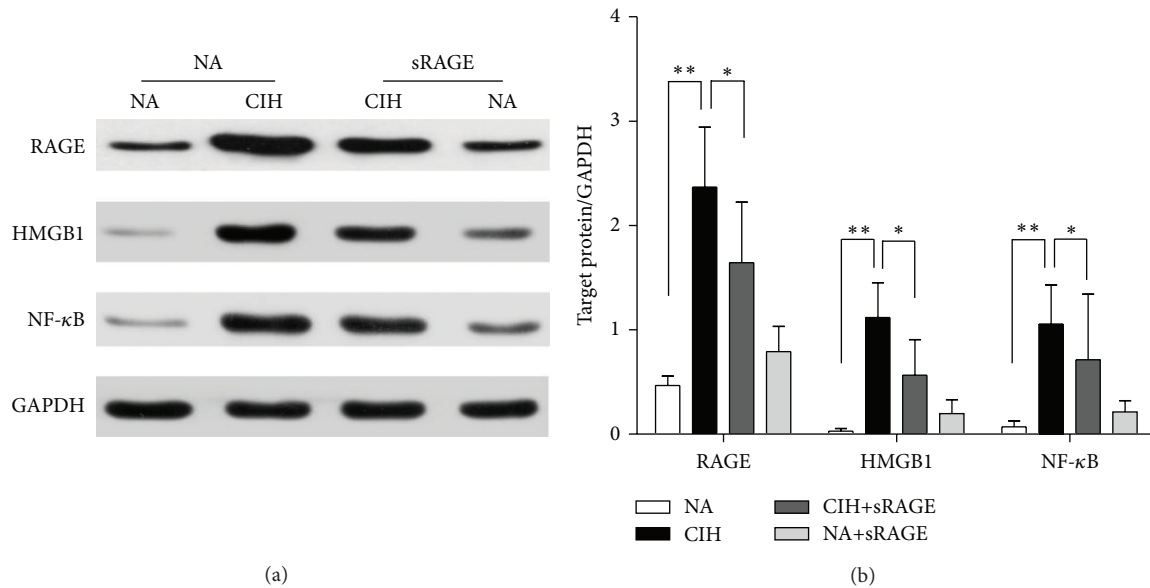 NA sRAGE
NA CIH CIH NA
RAGE
HMGB1
NF-κB
GAPDH
(a)
4
3
2
1
0
Target protein/GAPDH
** *
** *
** *
RAGE HMGB1 NF-κB
NA CIH+sRAGE
CIH NA+sRAGE
(b)